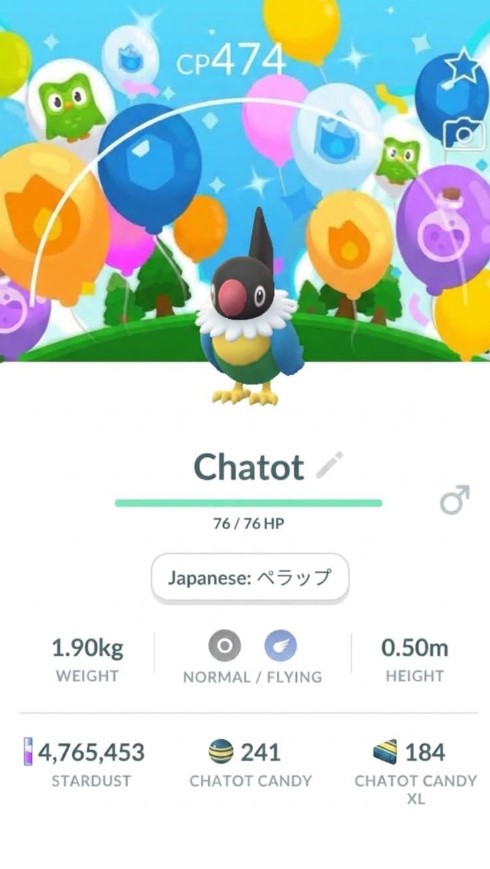 CP474
Chatot
76 / 76 HP
Japanese: ペラップ
1.90kg
WEIGHT
NORMAL / FLYING
0.50m
HEIGHT
4,765,453
STARDUST
241
CHATOT CANDY
184
CHATOT CANDY
XL